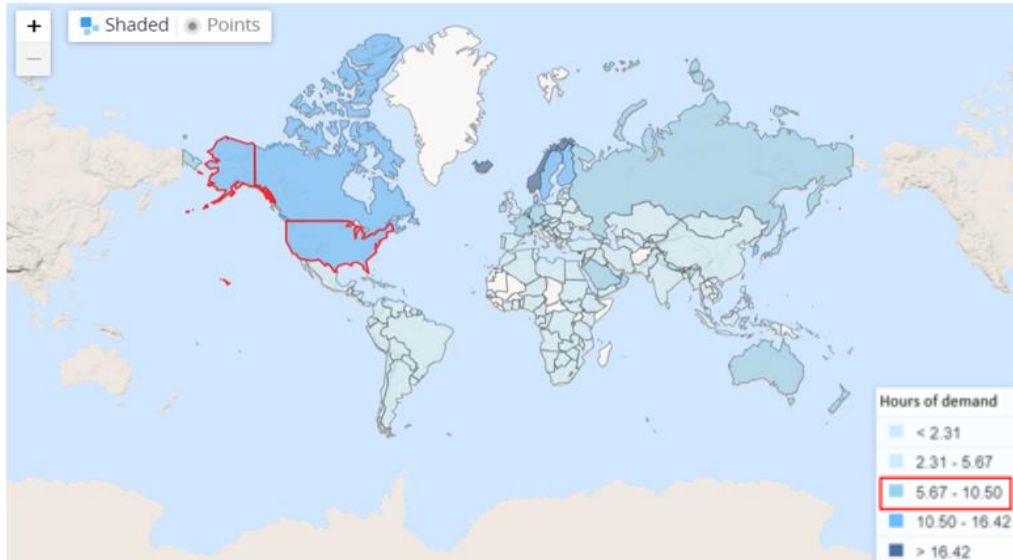 +
Shaded Points
−
Hours of demand
< 2.31
2.31 - 5.67
5.67 - 10.50
10.50 - 16.42
> 16.42